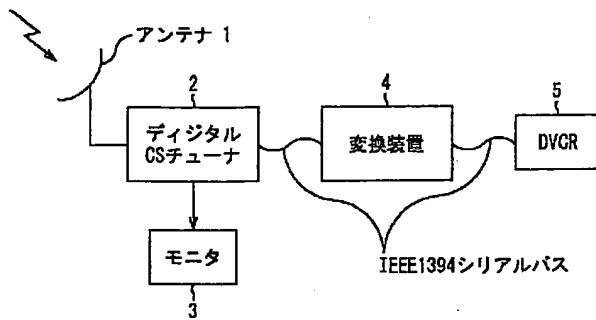 アンテナ 1
2
ディジタル
CSチューナ
4
変換装置
5
DVCR
モニタ
3
IEEE1394シリアルバス